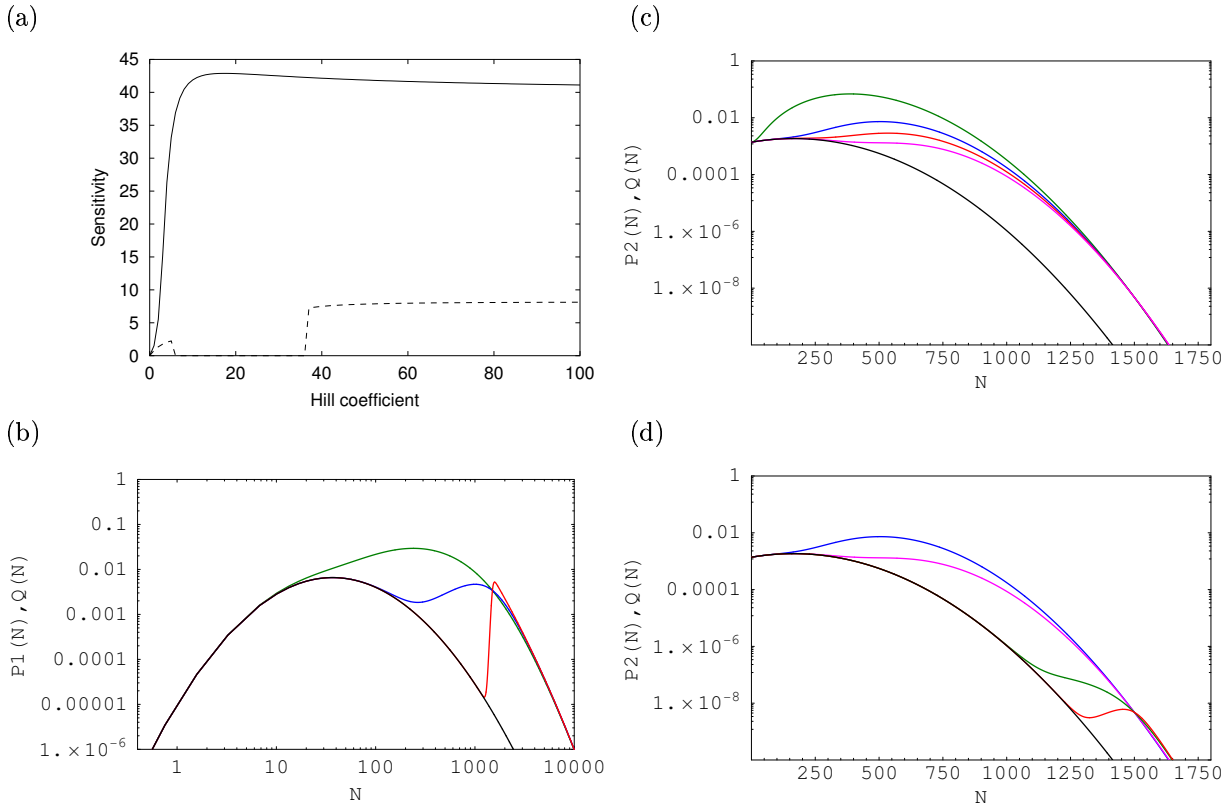 (a)
45
40
35
30
25
20
15
10
5
0
Sensitivity
0 20 40 60 80 100
Hill coefficient
(b)
1
0.1
0.01
0.001
0.0001
0.00001
1.×10^-6
P1(N),Q(N)
1 10 100 1000 10000
N
(c)
1
0.01
0.0001
1.×10^-6
1.×10^-8
P2(N),Q(N)
250 500 750 1000 1250 1500 1750
N
(d)
1
0.01
0.0001
1.×10^-6
1.×10^-8
P2(N),Q(N)
250 500 750 1000 1250 1500 1750
N